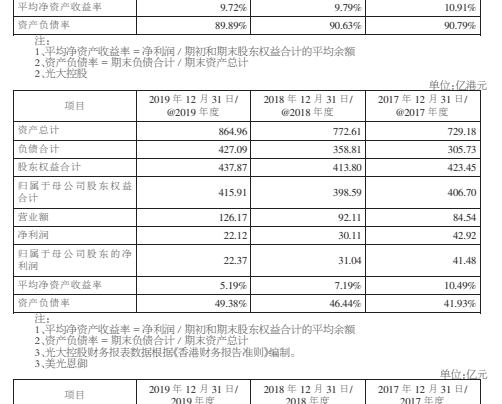 平均净资产收益率 9.72% 9.79% 10.91%
资产负债率 89.89% 90.63% 90.79%
注:
1、平均净资产收益率 = 净利润 / 期初和期末股东权益合计的平均余额
2、资产负债率 = 期末负债合计 / 期末资产总计
2、光大控股
单位:亿港元
项目 2019 年 12 月 31 日/ 2018 年 12 月 31 日/ 2017 年 12 月 31 日/
@2019 年度 @2018 年度 @2017 年度
资产总计 864.96 772.61 729.18
负债合计 427.09 358.81 305.73
股东权益合计 437.87 413.80 423.45
归属于母公司股东权益
合计 415.91 398.59 406.70
营业额 126.17 92.11 84.54
净利润 22.12 30.11 42.92
归属于母公司股东的净
利润 22.37 31.04 41.48
平均净资产收益率 5.19% 7.19% 10.49%
资产负债率 49.38% 46.44% 41.93%
注:
1、平均净资产收益率 = 净利润 / 期初和期末股东权益合计的平均余额
2、资产负债率 = 期末负债合计 / 期末资产总计
3、光大控股财务报表数据根据《香港财务报告准则》编制。
3、美光恩御
单位:亿元
项目 2019 年 12 月 31 日/ 2018 年 12 月 31 日/ 2017 年 12 月 31 日/
2019 年度 2018 年度 2017 年度